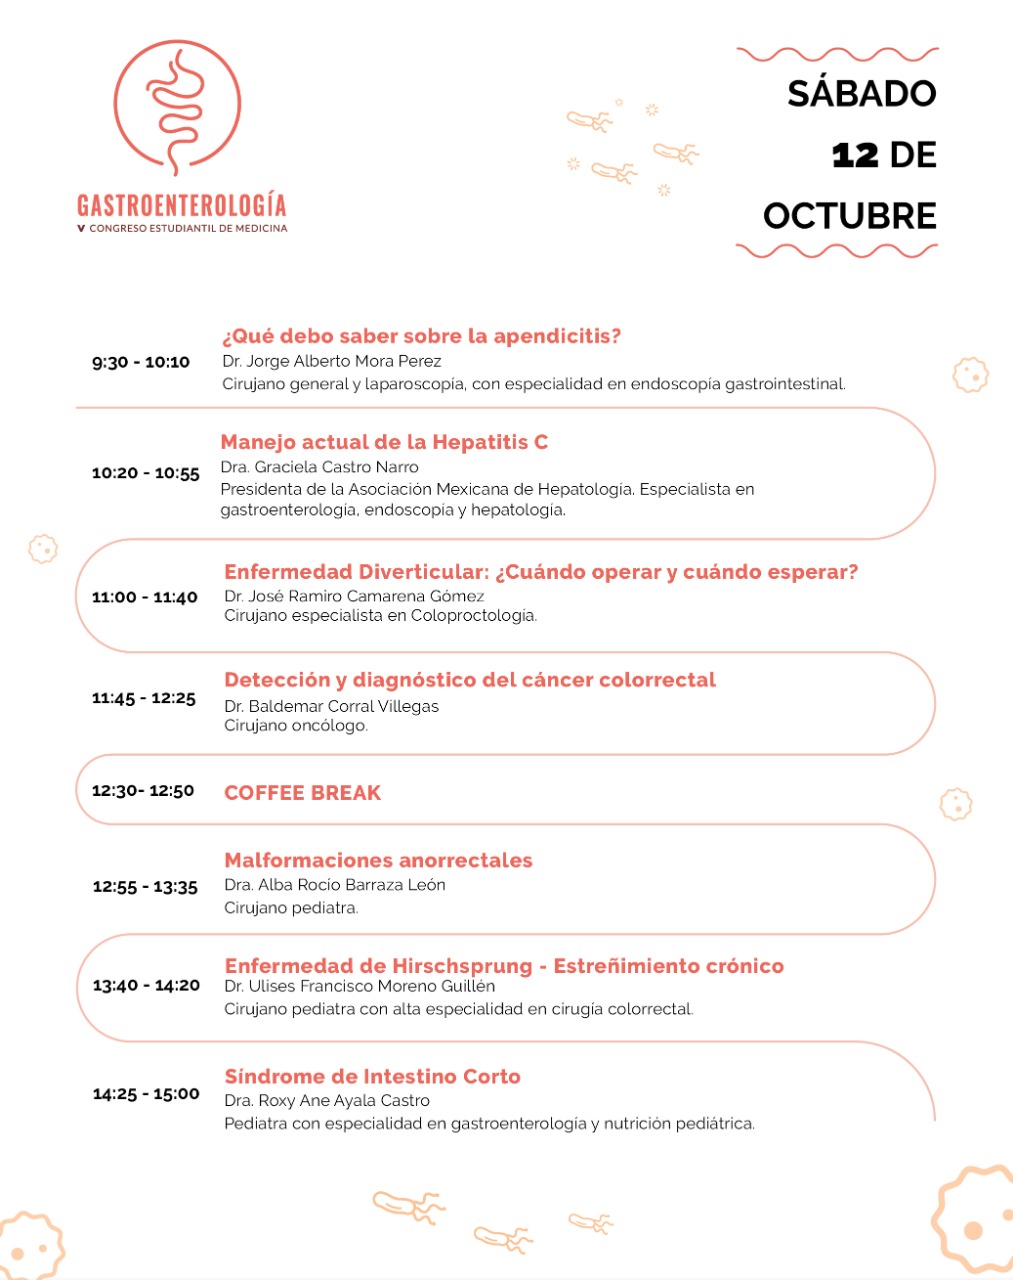 GASTROENTEROLOGÍA
V CONGRESO ESTUDIANTIL DE MEDICINA
SÁBADO
12 DE
OCTUBRE
9:30 - 10:10
¿Qué debo saber sobre la apendicitis?
Dr. Jorge Alberto Mora Perez
Cirujano general y laparoscopía, con especialidad en endoscopía gastrointestinal.
10:20 - 10:55
Manejo actual de la Hepatitis C
Dra. Graciela Castro Narro
Presidenta de la Asociación Mexicana de Hepatología. Especialista en
gastroenterología, endoscopía y hepatología.
11:00 - 11:40
Enfermedad Diverticular: ¿Cuándo operar y cuándo esperar?
Dr. José Ramiro Camarena Gómez
Cirujano especialista en Coloproctología.
11:45 - 12:25
Detección y diagnóstico del cáncer colorrectal
Dr. Baldemar Corral Villegas
Cirujano oncólogo.
12:30- 12:50
COFFEE BREAK
12:55 - 13:35
Malformaciones anorrectales
Dra. Alba Rocío Barraza León
Cirujano pediatra.
13:40 - 14:20
Enfermedad de Hirschsprung - Estreñimiento crónico
Dr. Ulises Francisco Moreno Guillén
Cirujano pediatra con alta especialidad en cirugía colorrectal.
14:25 - 15:00
Síndrome de Intestino Corto
Dra. Roxy Ane Ayala Castro
Pediatra con especialidad en gastroenterología y nutrición pediátrica.